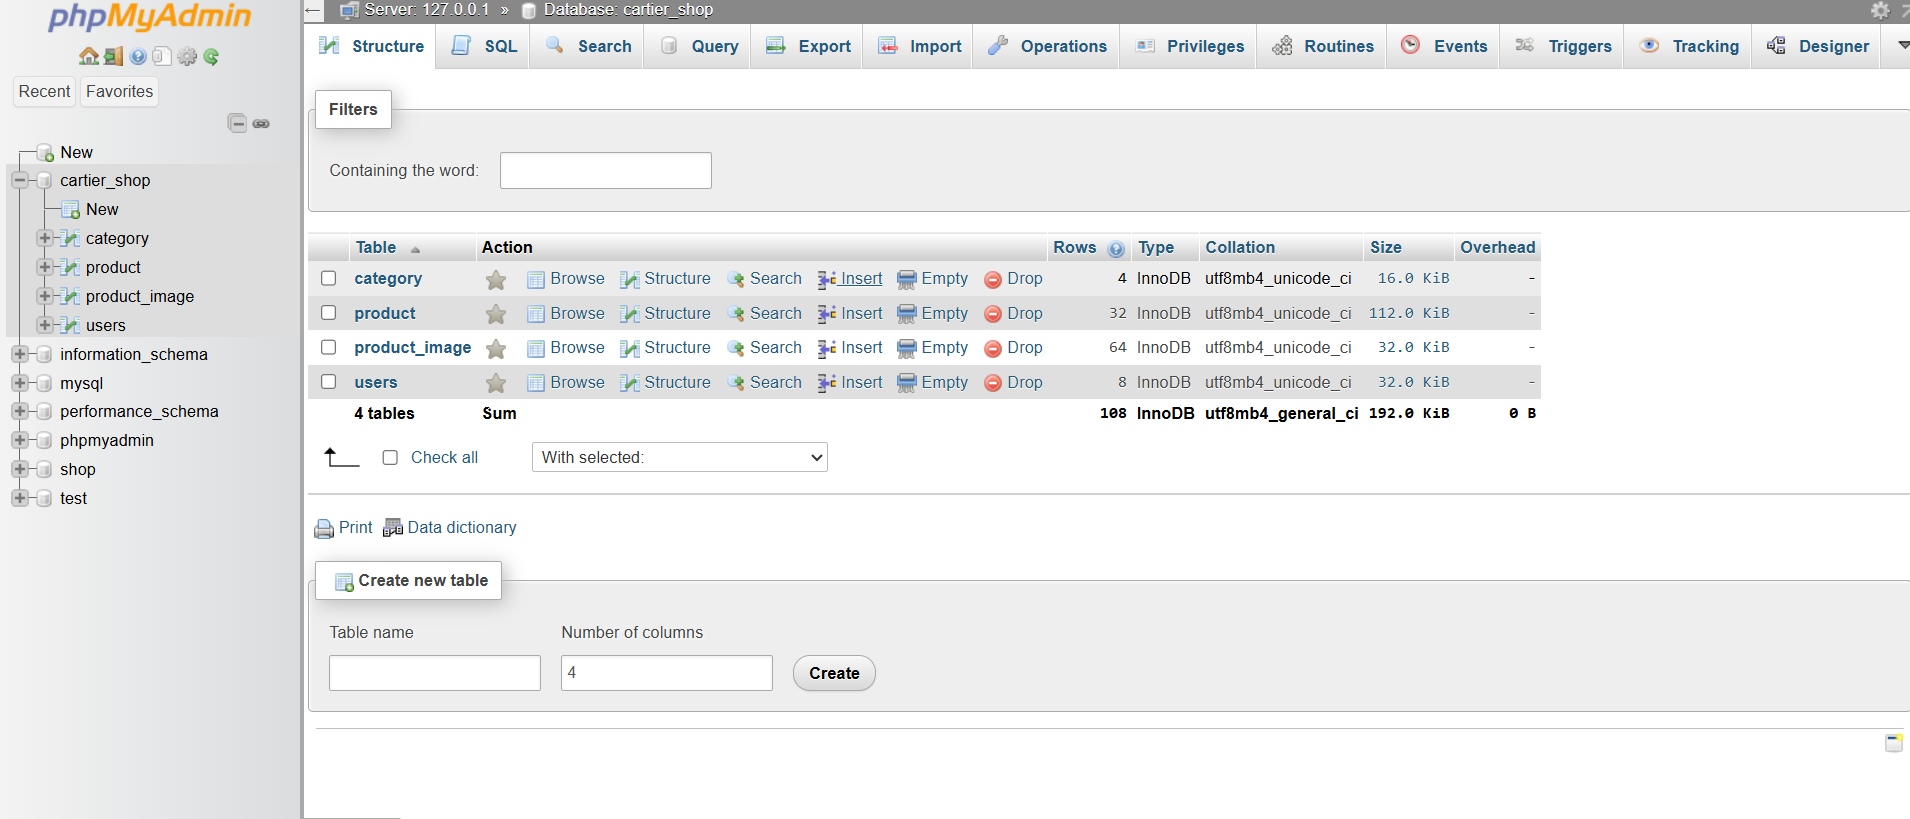 phpMyAdmin
Recent Favorites
New
cartier_shop
New
category
product
product_image
users
information_schema
mysql
performance_schema
phpmyadmin
shop
test
Server: 127.0.0.1 » Database: cartier_shop
Structure SQL Search Query Export Import Operations Privileges Routines Events Triggers Tracking Designer
Filters
Containing the word:
Table Action Rows Type Collation Size Overhead
category Browse Structure Search Insert Empty Drop 4 InnoDB utf8mb4_unicode_ci 16.0 KiB -
product Browse Structure Search Insert Empty Drop 32 InnoDB utf8mb4_unicode_ci 112.0 KiB -
product_image Browse Structure Search Insert Empty Drop 64 InnoDB utf8mb4_unicode_ci 32.0 KiB -
users Browse Structure Search Insert Empty Drop 8 InnoDB utf8mb4_unicode_ci 32.0 KiB -
4 tables Sum 108 InnoDB utf8mb4_general_ci 192.0 KiB 0 B
Check all With selected:
Print Data dictionary
Create new table
Table name Number of columns
4 Create